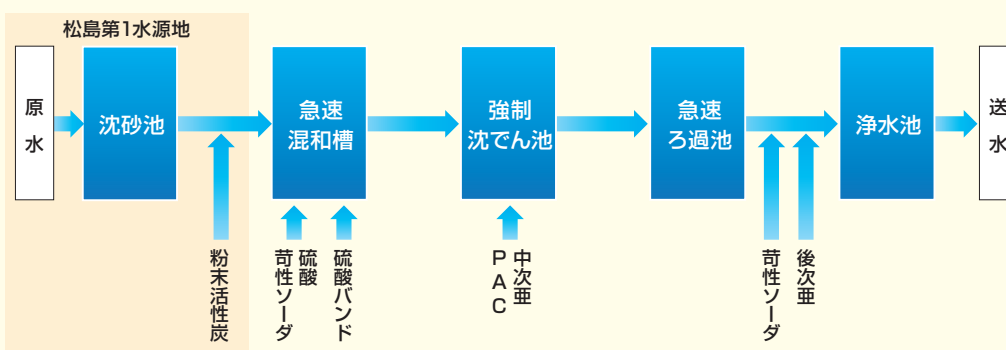 松島第1水源地
原水
沈砂池
急速
混和槽
強制
沈でん池
急速
ろ過池
浄水池
送水
粉末活性炭
硫酸
苛性ソーダ
硫酸バンド
中次亜
PAC
苛性ソーダ
後次亜